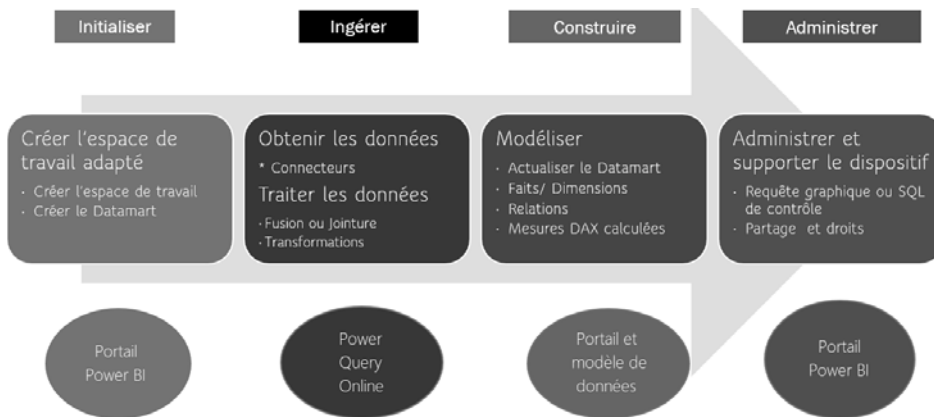 Initialiser
Ingérer
Construire
Administrer
Créer l'espace de
travail adapté
· Créer l'espace de travail
· Créer le Datamart
Obtenir les données
* Connecteurs
Traiter les données
· Fusion ou Jointure
· Transformations
Modéliser
· Actualiser le Datamart
· Faits/ Dimensions
· Relations
· Mesures DAX calculées
Administrer et
supporter le dispositif
· Requête graphique ou SQL
de contrôle
· Partage et droits
Portail
Power BI
Power
Query
Online
Portail et
modèle de
données
Portail
Power BI